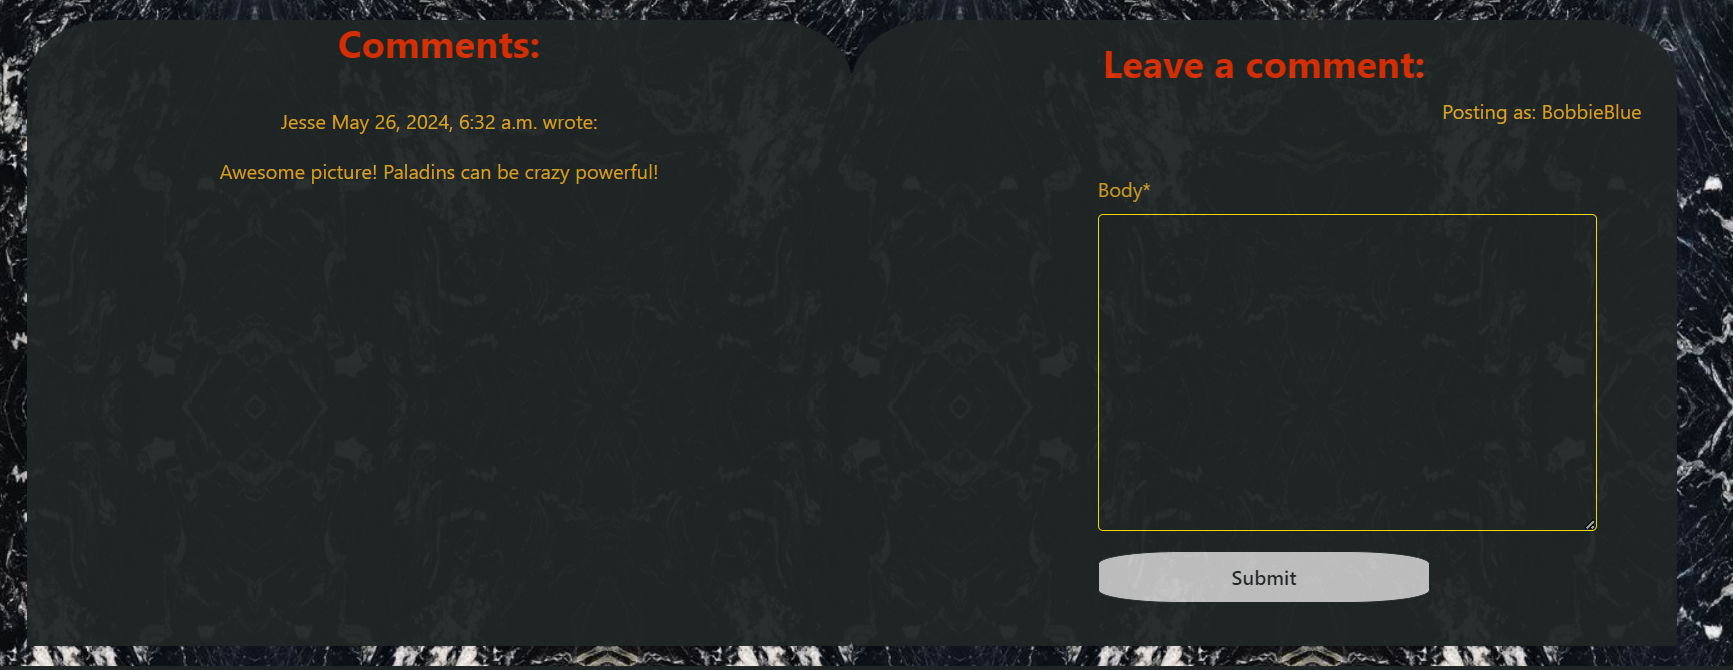 Comments:
Jesse May 26, 2024, 6:32 a.m. wrote:
Awesome picture! Paladins can be crazy powerful!
Leave a comment:
Posting as: BobbieBlue
Body*
Submit